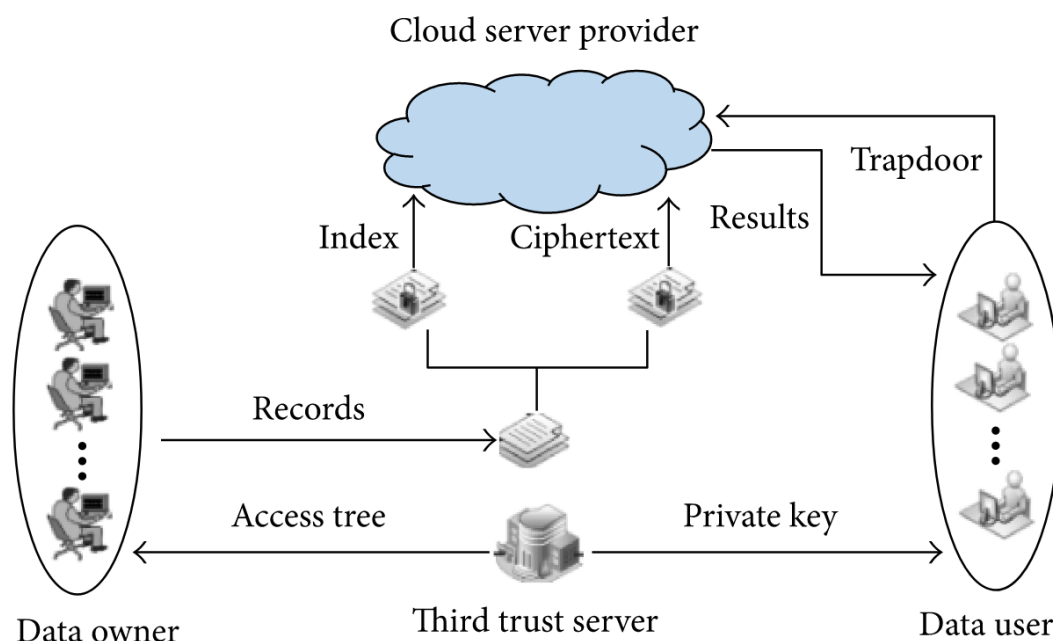 Cloud server provider
Trapdoor
Index
Ciphertext
Results
Records
Access tree
Private key
Data owner
Third trust server
Data user